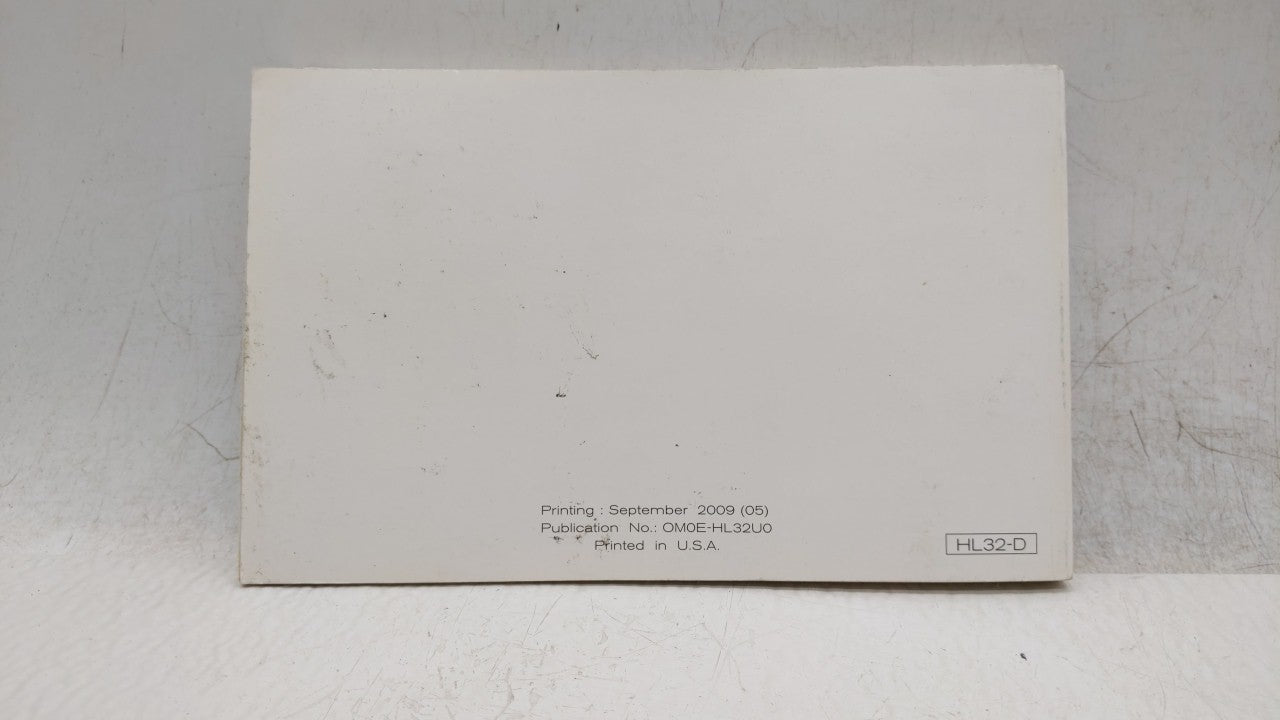 Printing : September 2009 (05)
Publication No.: OM0E-HL32U0
Printed in U.S.A.
HL32-D